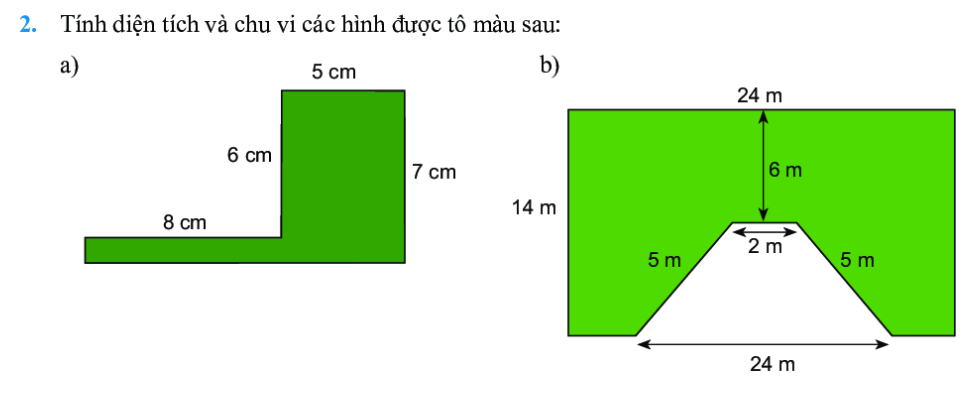 2. Tính diện tích và chu vi các hình được tô màu sau:
a)
5 cm
6 cm
7 cm
8 cm
b)
24 m
6 m
14 m
2 m
5 m
5 m
24 m